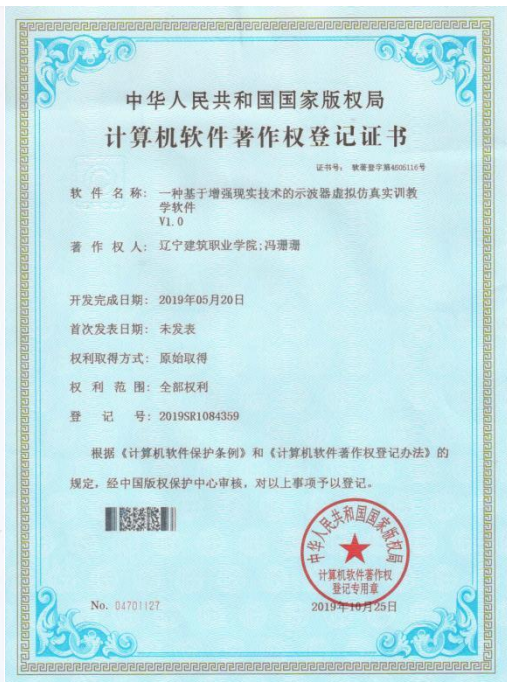 中华人民共和国国家版权局
计算机软件著作权登记证书
证书号： 软著登字第4505116号
软 件 名 称： 一种基于增强现实技术的示波器虚拟仿真实训教
学软件
V1.0
著 作 权 人： 辽宁建筑职业学院;冯珊珊
开发完成日期： 2019年05月20日
首次发表日期： 未发表
权利取得方式： 原始取得
权 利 范 围： 全部权利
登 记 号： 2019SR1084359
根据《计算机软件保护条例》和《计算机软件著作权登记办法》的
规定，经中国版权保护中心审核，对以上事项予以登记。
中华人民共和国国家版权局
计算机软件著作权
登记专用章
No. 04701127
2019年10月25日